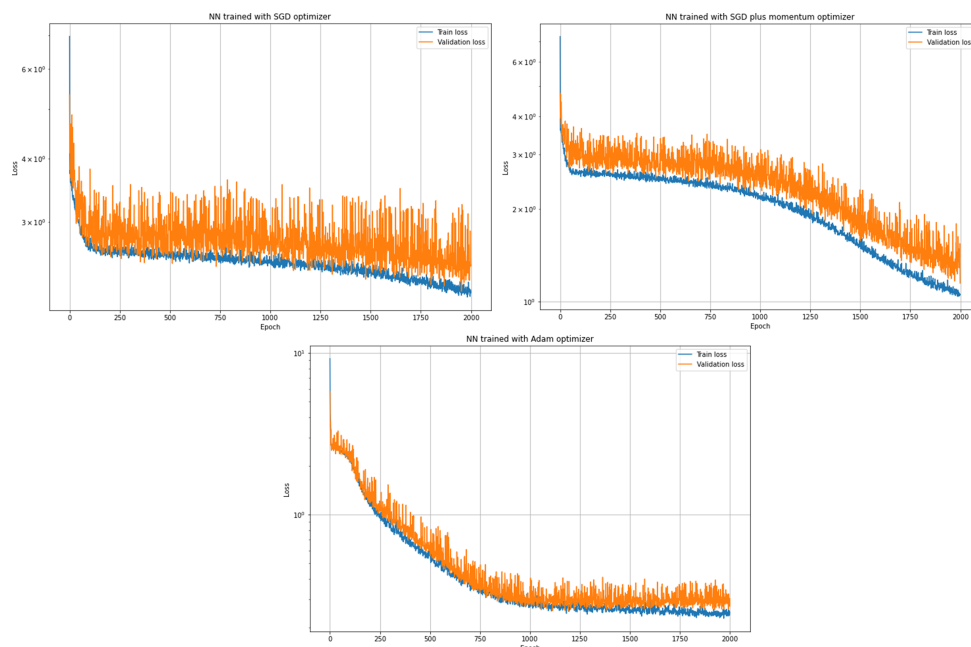 NN trained with SGD optimizer
Train loss
Validation loss
6 × 10⁰
4 × 10⁰
3 × 10⁰
Loss
0 250 500 750 1000 1250 1500 1750 2000
Epoch
NN trained with SGD plus momentum optimizer
Train loss
Validation loss
6 × 10⁰
4 × 10⁰
3 × 10⁰
2 × 10⁰
10⁰
Loss
0 250 500 750 1000 1250 1500 1750 2000
Epoch
NN trained with Adam optimizer
Train loss
Validation loss
10¹
10⁰
Loss
0 250 500 750 1000 1250 1500 1750 2000